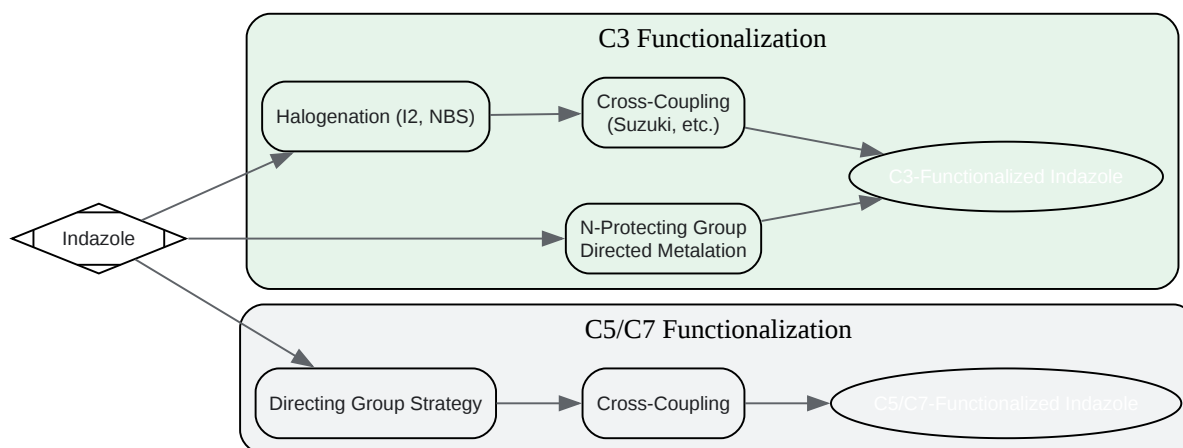 C3 Functionalization
Halogenation (I2, NBS)
Cross-Coupling
(Suzuki, etc.)
C3-Functionalized Indazole
Indazole
N-Protecting Group
Directed Metalation
C5/C7 Functionalization
Directing Group Strategy
Cross-Coupling
C5/C7-Functionalized Indazole